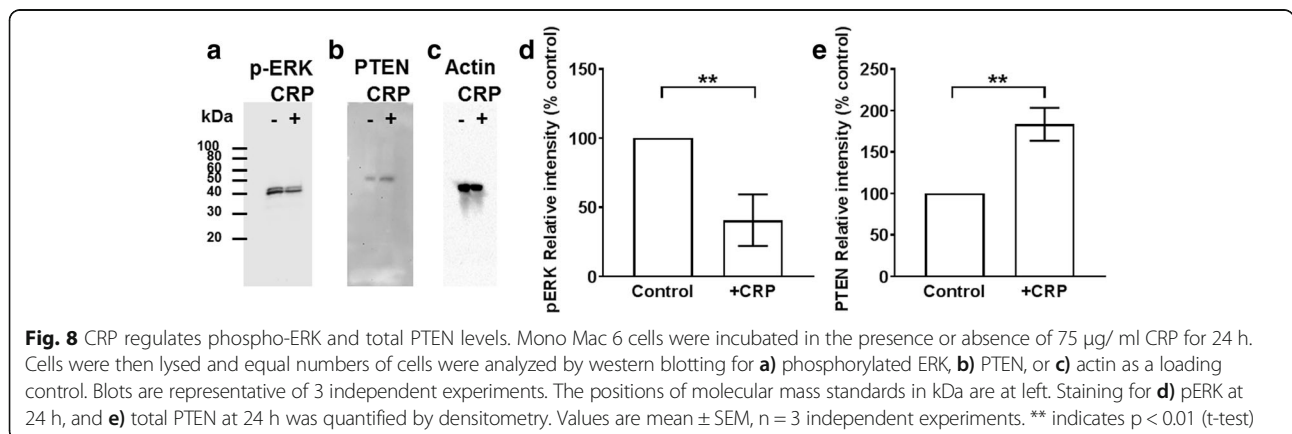 a b c d e
p-ERK PTEN Actin
CRP CRP CRP
kDa - + - + - +
100
80
60
50
40
30
20
pERK Relative intensity (% control)
150
100
50
0
**
Control +CRP
PTEN Relative intensity (% control)
250
200
150
100
50
0
**
Control +CRP
Fig. 8 CRP regulates phospho-ERK and total PTEN levels. Mono Mac 6 cells were incubated in the presence or absence of 75 μg/ ml CRP for 24 h.
Cells were then lysed and equal numbers of cells were analyzed by western blotting for a) phosphorylated ERK, b) PTEN, or c) actin as a loading
control. Blots are representative of 3 independent experiments. The positions of molecular mass standards in kDa are at left. Staining for d) pERK at
24 h, and e) total PTEN at 24 h was quantified by densitometry. Values are mean ± SEM, n = 3 independent experiments. ** indicates p < 0.01 (t-test)